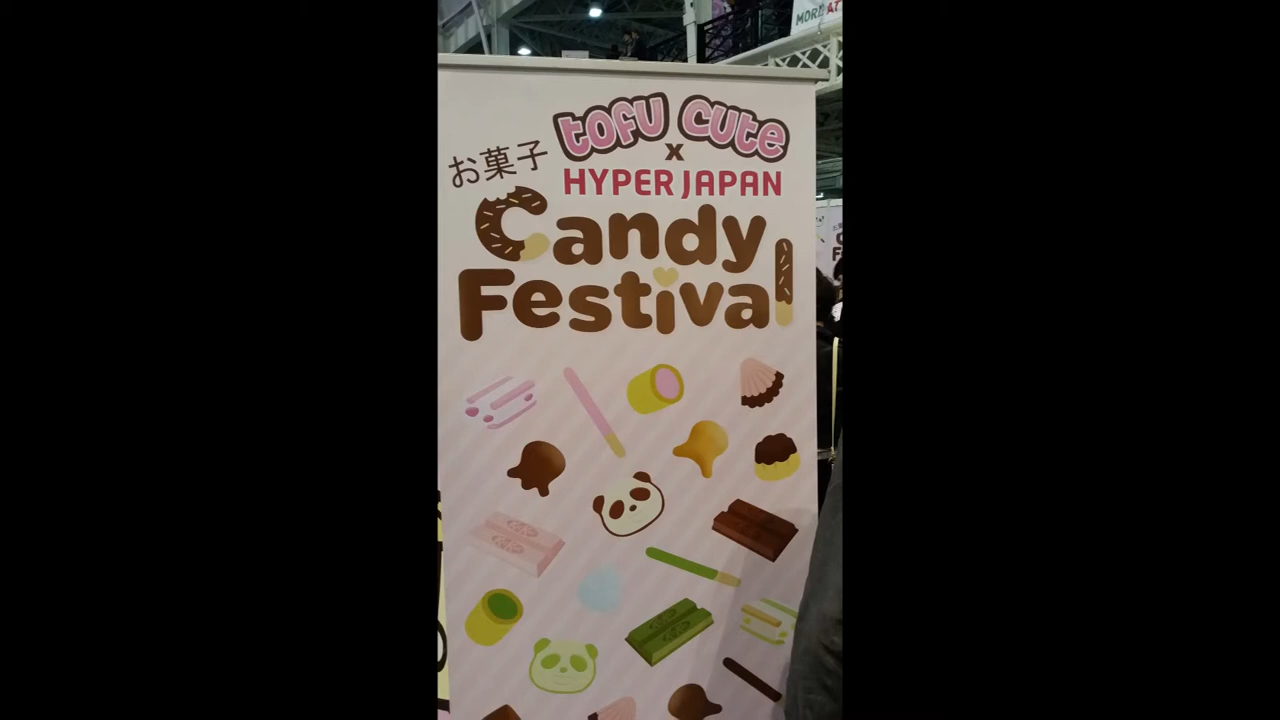 tofu cute
お菓子
x
HYPER JAPAN
Candy
Festival